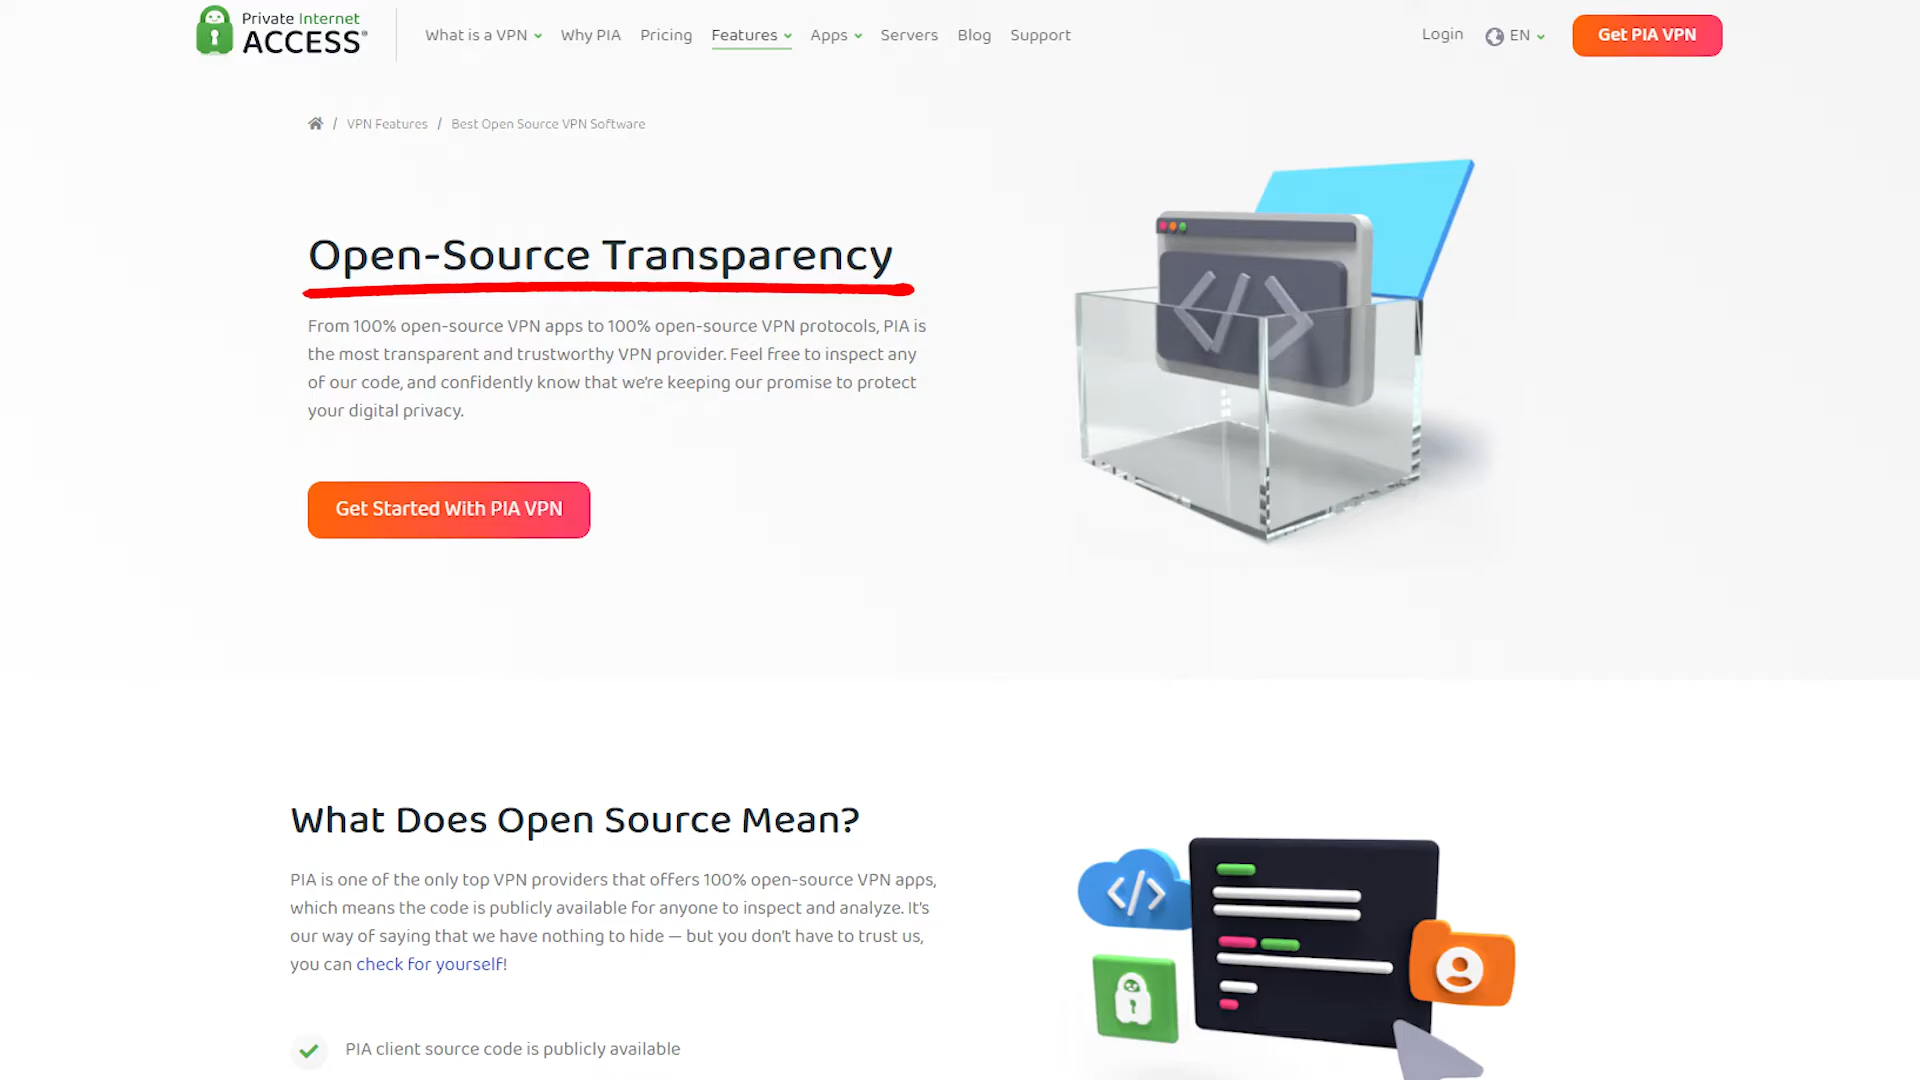 Private Internet
ACCESS®
What is a VPN
Why PIA
Pricing
Features
Apps
Servers
Blog
Support
Login
EN
Get PIA VPN
/ VPN Features / Best Open Source VPN Software
Open-Source Transparency
From 100% open-source VPN apps to 100% open-source VPN protocols, PIA is
the most transparent and trustworthy VPN provider. Feel free to inspect any
of our code, and confidently know that we're keeping our promise to protect
your digital privacy.
Get Started With PIA VPN
What Does Open Source Mean?
PIA is one of the only top VPN providers that offers 100% open-source VPN apps,
which means the code is publicly available for anyone to inspect and analyze. It's
our way of saying that we have nothing to hide — but you don't have to trust us,
you can check for yourself!
PIA client source code is publicly available